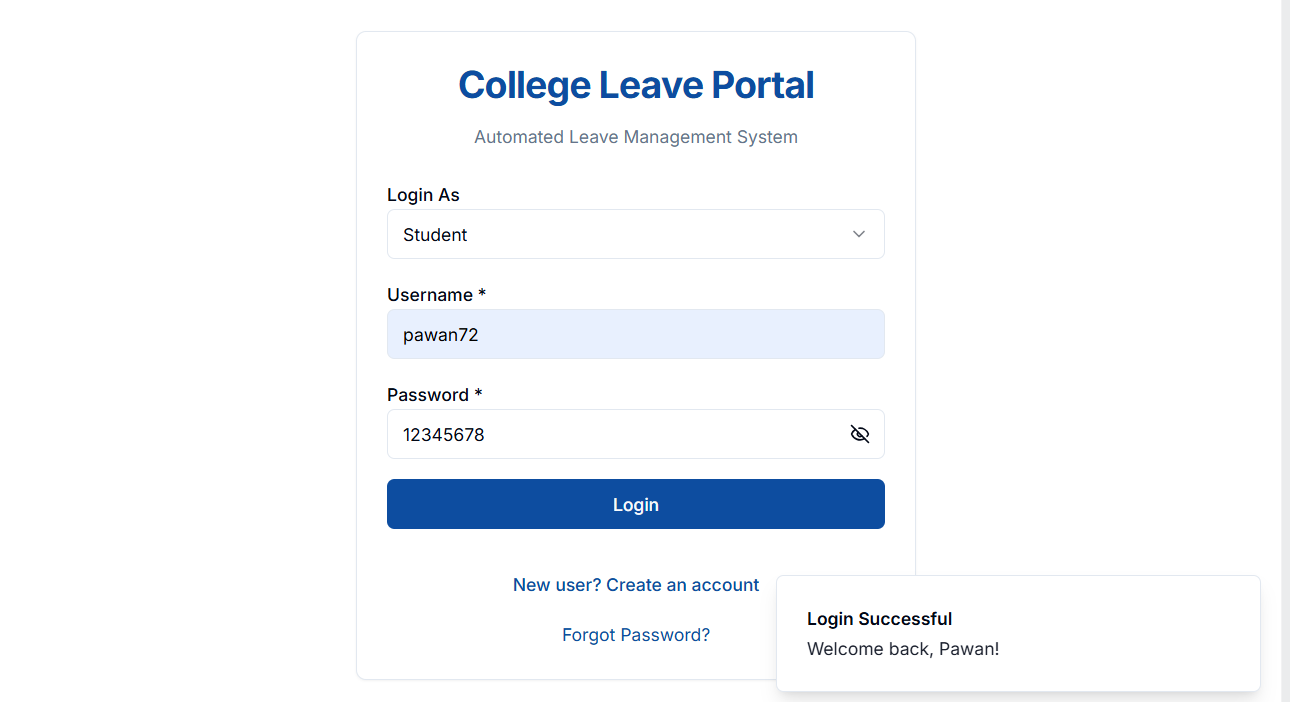 College Leave Portal
Automated Leave Management System
Login As
Student
Username *
pawan72
Password *
12345678
Login
New user? Create an account
Forgot Password?
Login Successful
Welcome back, Pawan!